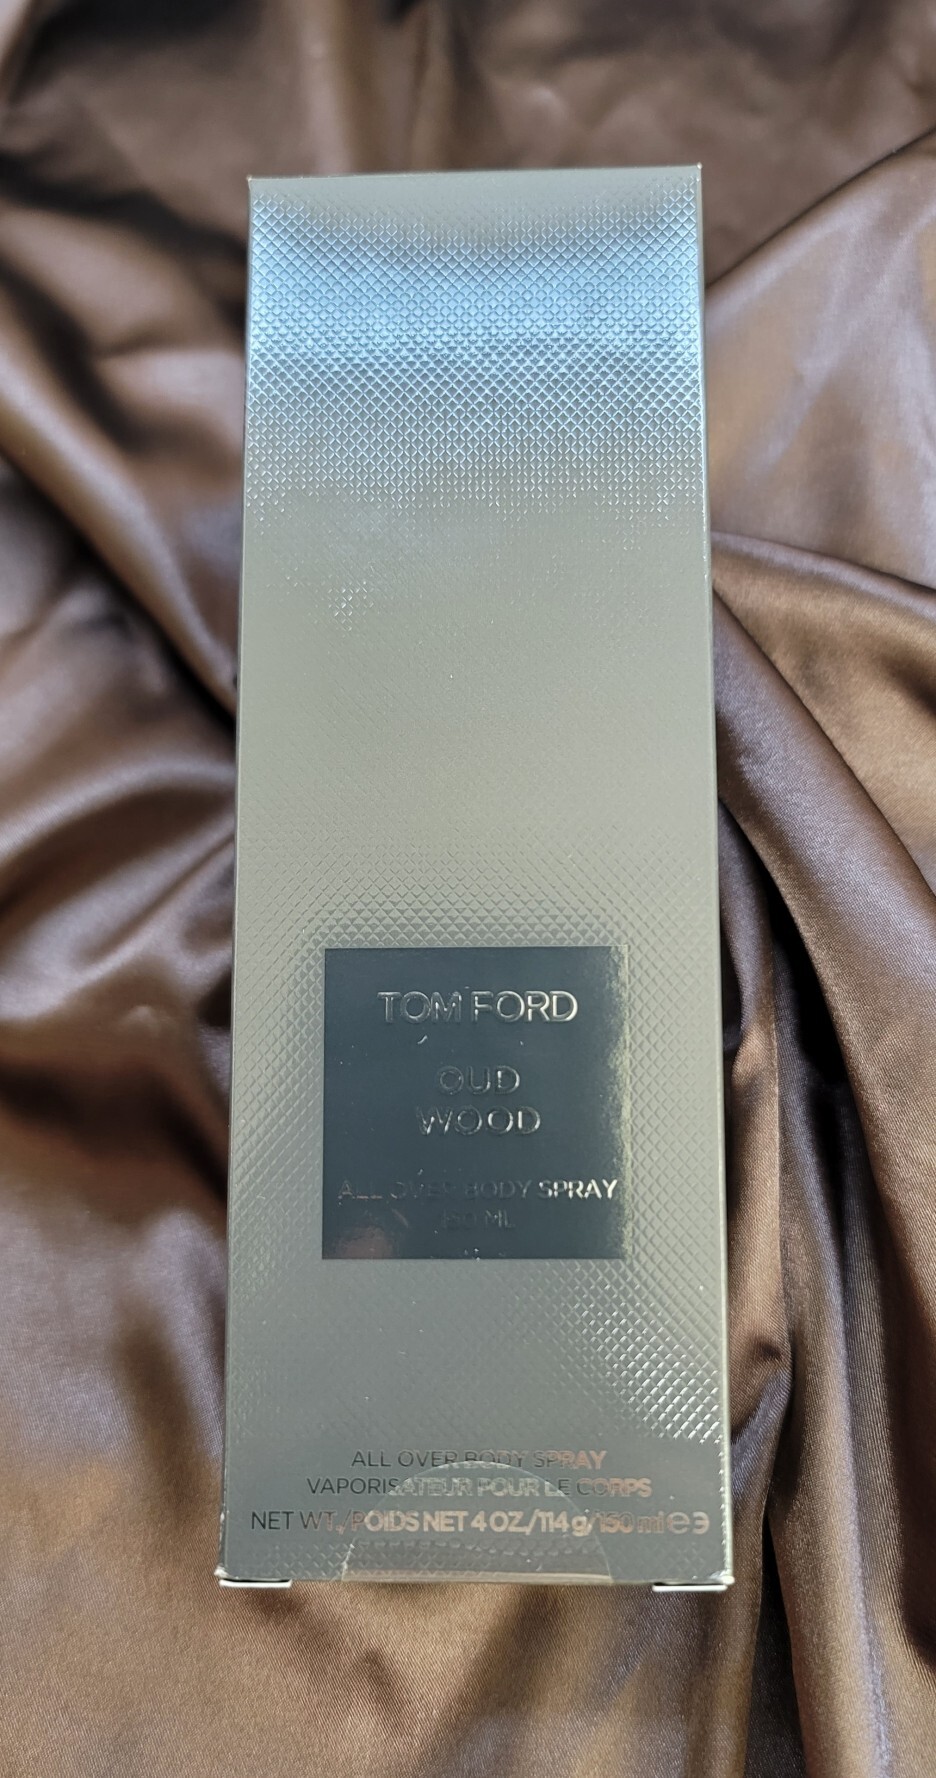 TOM FORD
OUD
WOOD
ALL OVER BODY SPRAY
150 ML
ALL OVER BODY SPRAY
VAPORISATEUR POUR LE CORPS
NET WT./POIDS NET 4 OZ./114 g/150 ml e э